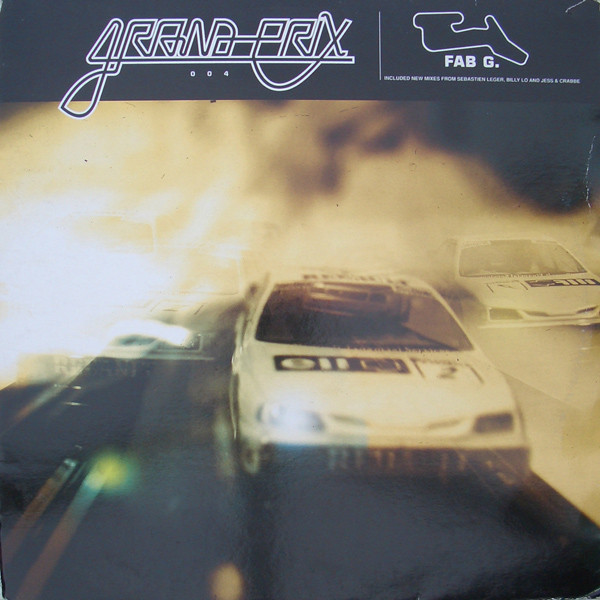 GRAND-PRIX
004
FAB G.
INCLUDED NEW MIXES FROM SEBASTIEN LEGER, BILLY LO AND JESS & CRABBE